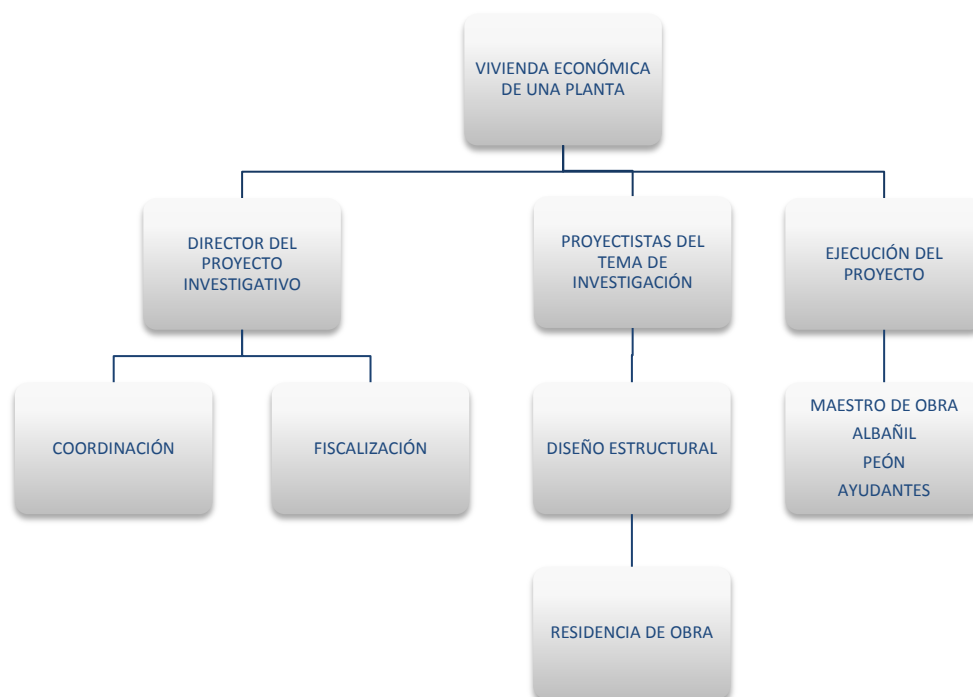 VIVIENDA ECONÓMICA
DE UNA PLANTA
DIRECTOR DEL
PROYECTO
INVESTIGATIVO
PROYECTISTAS DEL
TEMA DE
INVESTIGACIÓN
EJECUCIÓN DEL
PROYECTO
COORDINACIÓN
FISCALIZACIÓN
DISEÑO ESTRUCTURAL
MAESTRO DE OBRA
ALBAÑIL
PEÓN
AYUDANTES
RESIDENCIA DE OBRA